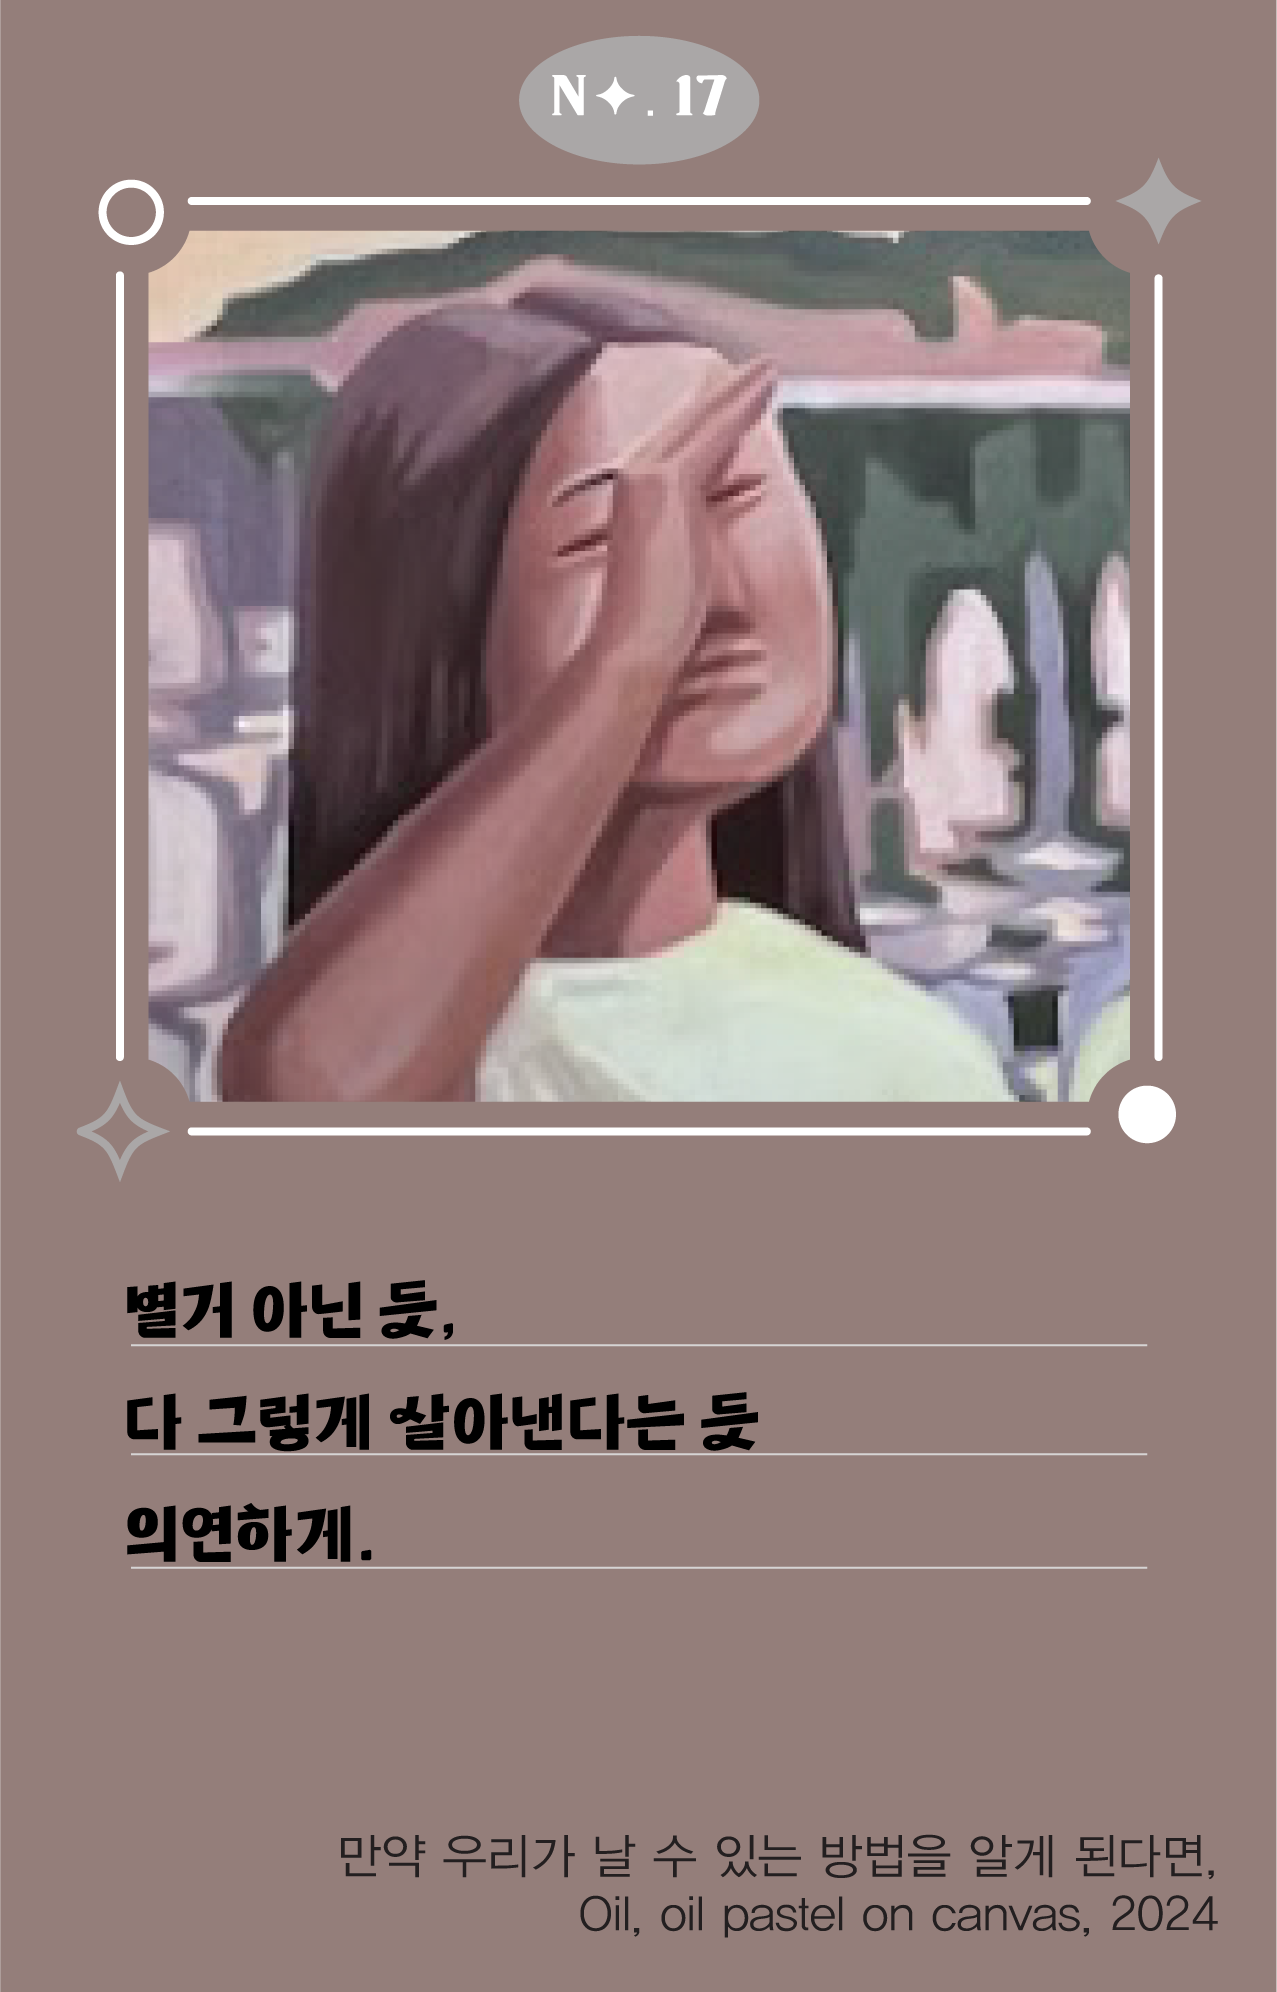 N✦. 17
별거 아닌 듯,
다 그렇게 살아낸다는 듯
의연하게.
만약 우리가 날 수 있는 방법을 알게 된다면,
Oil, oil pastel on canvas, 2024